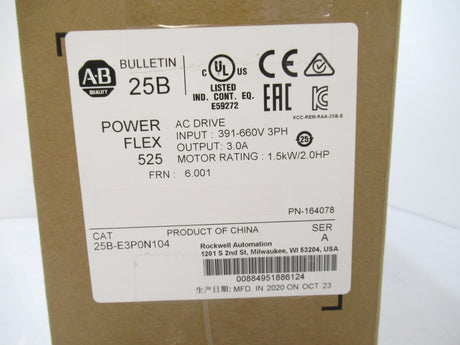 A·B
QUALITY
BULLETIN
25B
C UL US
LISTED
IND. CONT. EQ.
E59272
CE
EAC
KCC-REM-RAA-25B-E
POWER
FLEX
525
AC DRIVE
INPUT : 391-660V 3PH
OUTPUT: 3.0A
MOTOR RATING : 1.5kW/2.0HP
25
FRN : 6.001
PN-164078
CAT
25B-E3P0N104
PRODUCT OF CHINA
SER
A
Rockwell Automation
1201 S 2nd St, Milwaukee, WI 53204, USA
00884951886124
生产日期: MFD. IN 2020 ON OCT 23